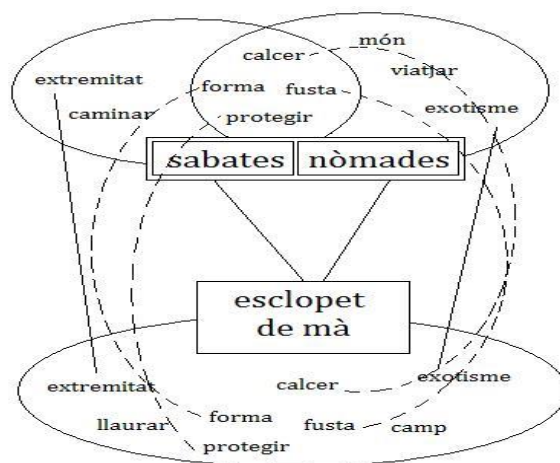 calcer
món
extremitat
viatjar
forma
fusta
caminar
exotisme
protegir
sabates
nòmades
esclopet
de mà
extremitat
calcer
exotisme
llaurar
forma
fusta
camp
protegir